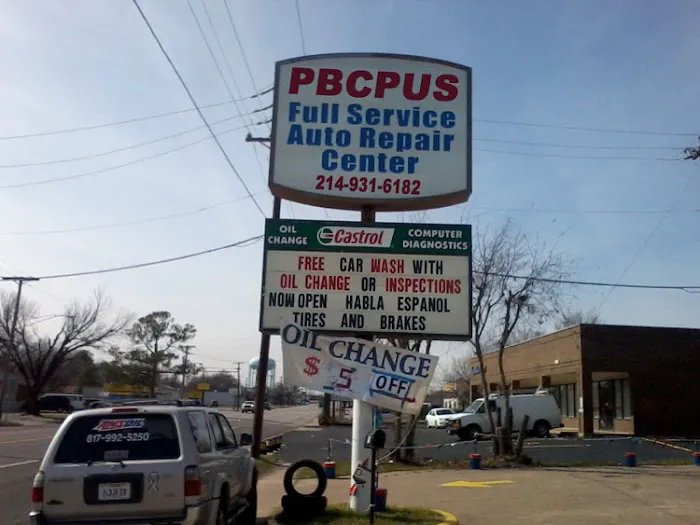 PBCPUS
Full Service
Auto Repair
Center
214-931-6182
OIL CHANGE
Castrol
COMPUTER DIAGNOSTICS
FREE CAR WASH WITH
OIL CHANGE OR INSPECTIONS
NOW OPEN HABLA ESPANOL
TIRES AND BRAKES
OIL CHANGE
$ 5 OFF
817-992-5250